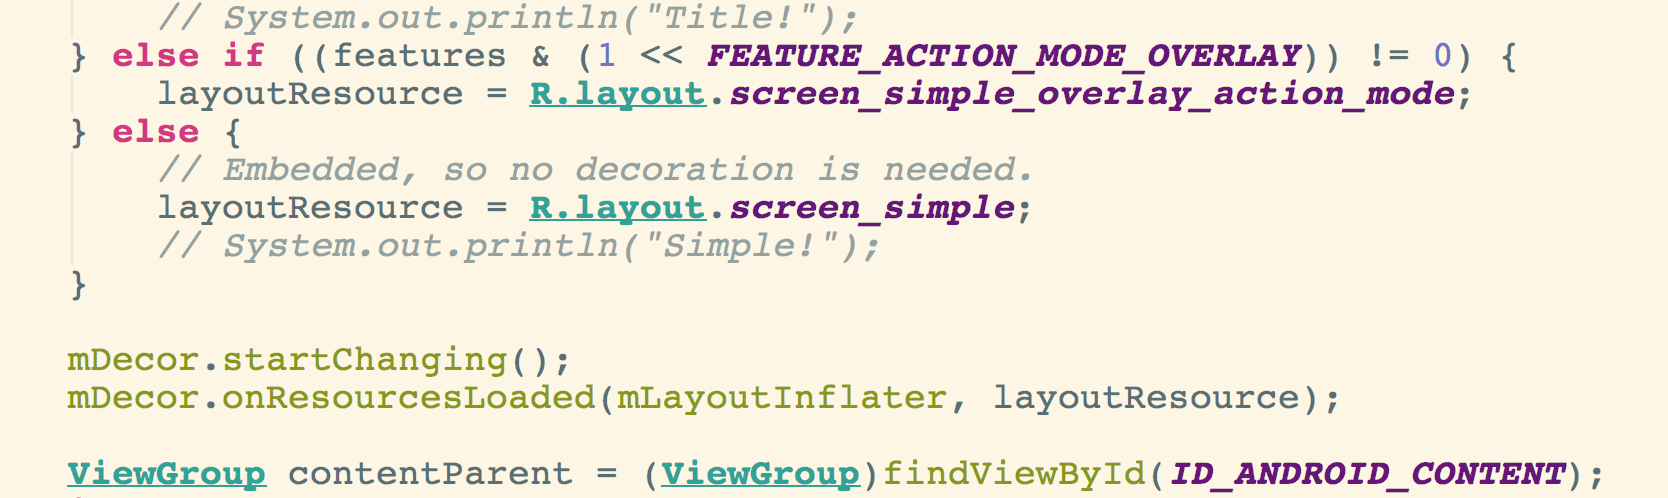 // System.out.println("Title!");
} else if ((features & (1 << FEATURE_ACTION_MODE_OVERLAY)) != 0) {
layoutResource = R.layout.screen_simple_overlay_action_mode;
} else {
// Embedded, so no decoration is needed.
layoutResource = R.layout.screen_simple;
// System.out.println("Simple!");
}
mDecor.startChanging();
mDecor.onResourcesLoaded(mLayoutInflater, layoutResource);
ViewGroup contentParent = (ViewGroup)findViewById(ID_ANDROID_CONTENT);